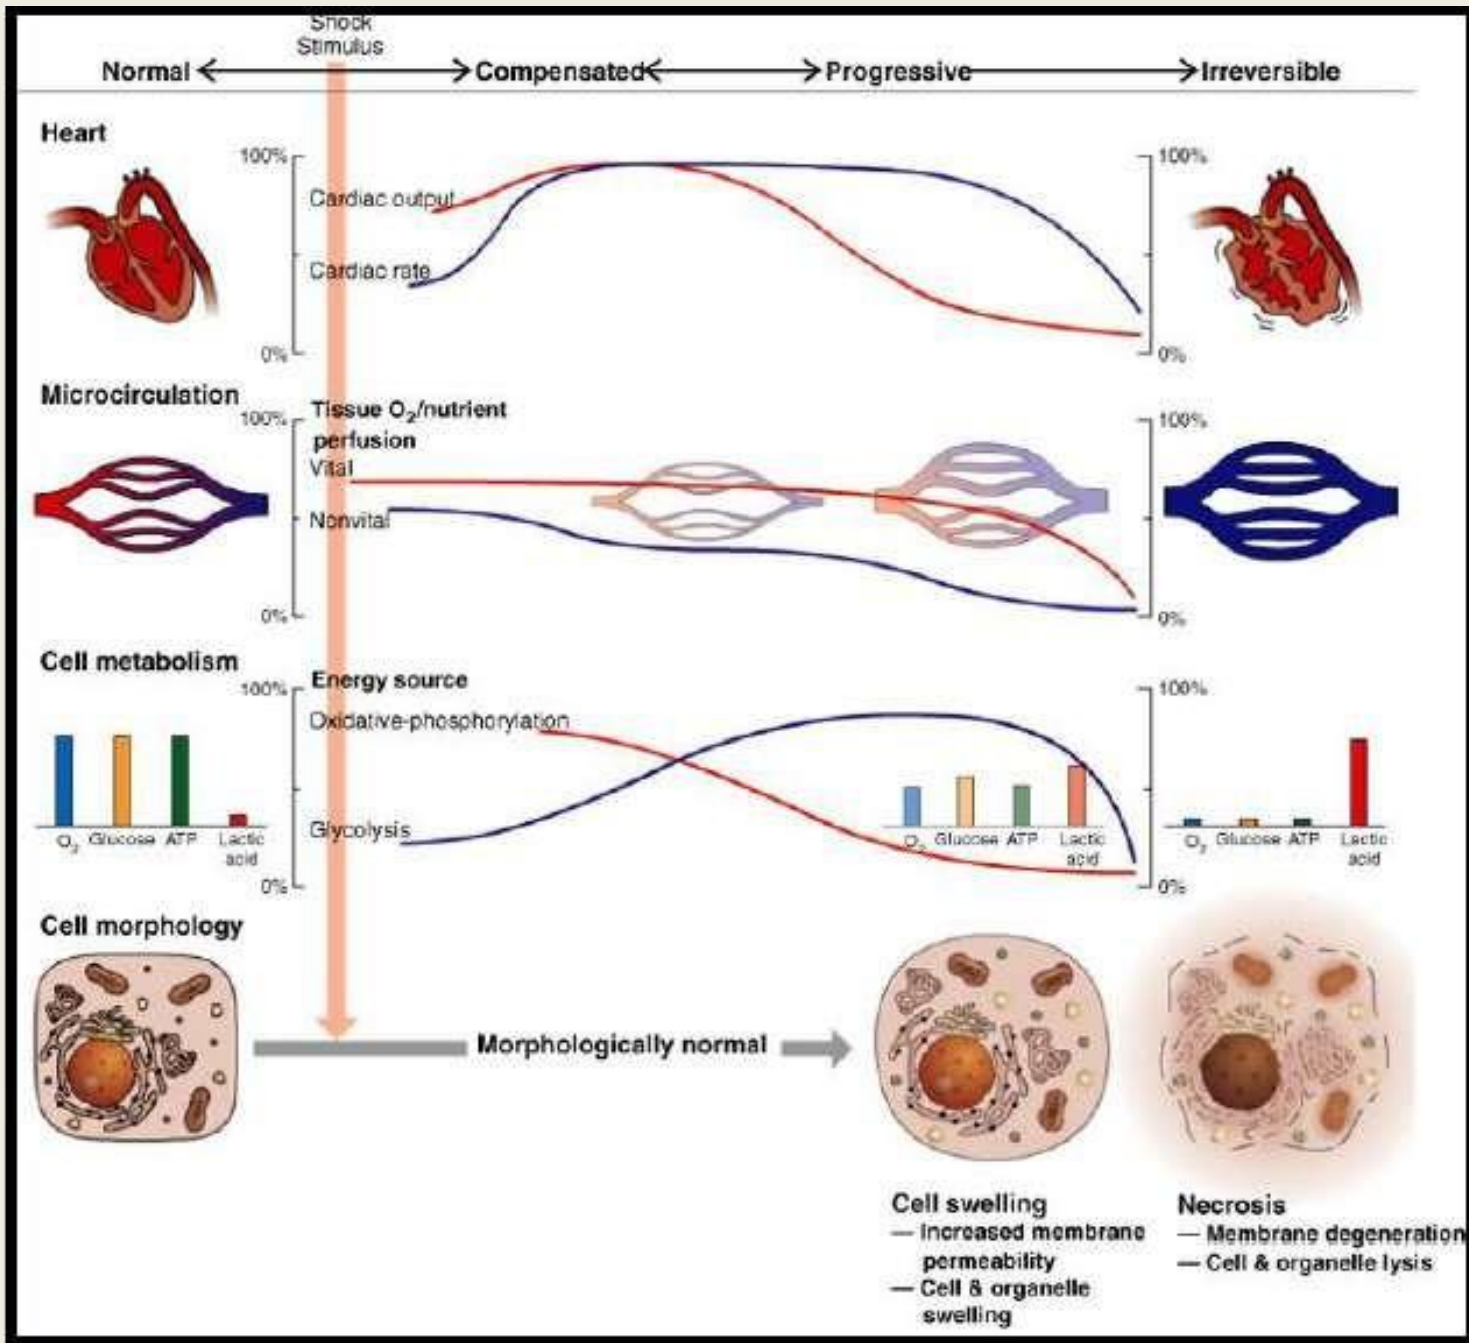 Shock
Stimulus
Normal Compensated Progressive Irreversible
Heart
100% 100%
Cardiac output
Cardiac rate
0% 0%
Microcirculation
100% Tissue O₂/nutrient 100%
perfusion
Vital
Nonvital
0% 0%
Cell metabolism
100% Energy source 100%
Oxidative-phosphorylation
Glycolysis
O₂ Glucose ATP Lactic
acid
O₂ Glucose ATP Lactic
acid
O₂ Glucose ATP Lactic
acid
0% 0%
Cell morphology
Morphologically normal
Cell swelling
— Increased membrane
permeability
— Cell & organelle
swelling
Necrosis
— Membrane degeneration
— Cell & organelle lysis